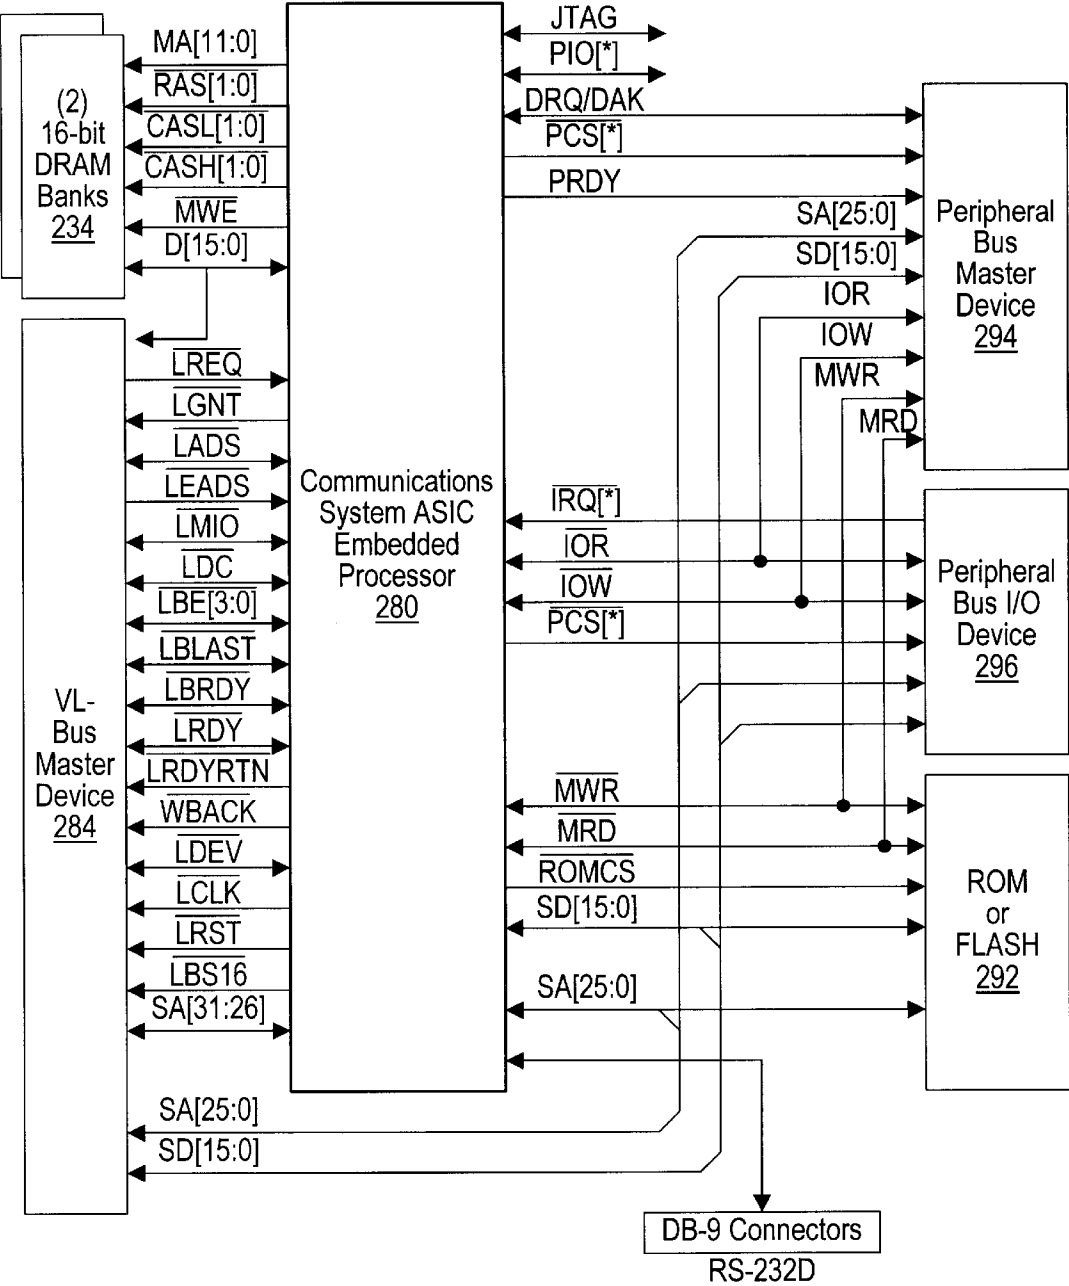 (2)
16-bit
DRAM
Banks
234
MA[11:0]
RAS[1:0]
CASL[1:0]
CASH[1:0]
MWE
D[15:0]
VL-
Bus
Master
Device
284
LREQ
LGNT
LADS
LEADS
LMIO
LDC
LBE[3:0]
LBLAST
LBRDY
LRDY
LRDYRTN
WBACK
LDEV
LCLK
LRST
LBS16
SA[31:26]
SA[25:0]
SD[15:0]
Communications
System ASIC
Embedded
Processor
280
JTAG
PIO[*]
DRQ/DAK
PCS[*]
PRDY
SA[25:0]
SD[15:0]
IOR
IOW
MWR
MRD
Peripheral
Bus
Master
Device
294
IRQ[*]
IOR
IOW
PCS[*]
Peripheral
Bus I/O
Device
296
MWR
MRD
ROMCS
SD[15:0]
SA[25:0]
ROM
or
FLASH
292
DB-9 Connectors
RS-232D